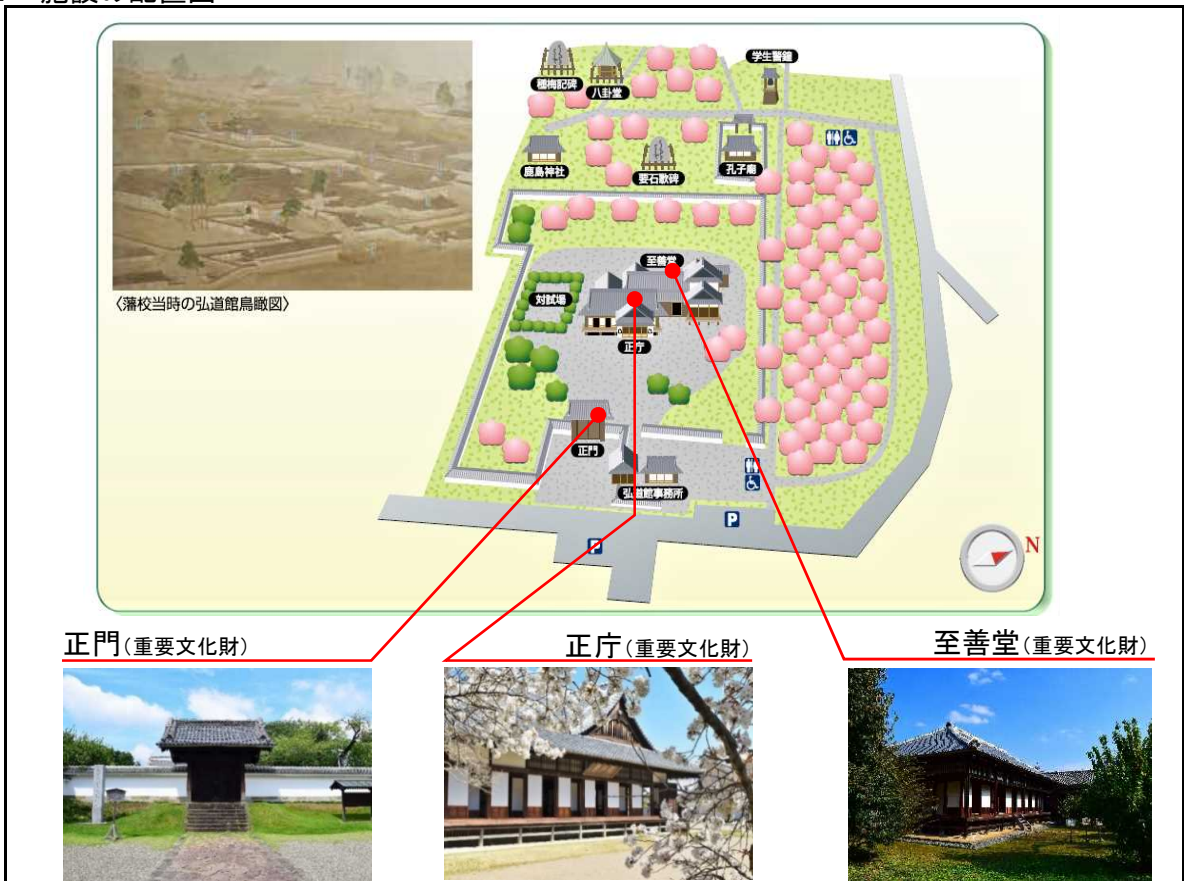 施設の配置図
種梅記碑
八卦堂
学生警鐘
鹿島神社
要石歌碑
孔子廟
至善堂
対試場
正庁
正門
弘道館事務所
P
P
N
〈藩校当時の弘道館鳥瞰図〉
正門(重要文化財)
正庁(重要文化財)
至善堂(重要文化財)